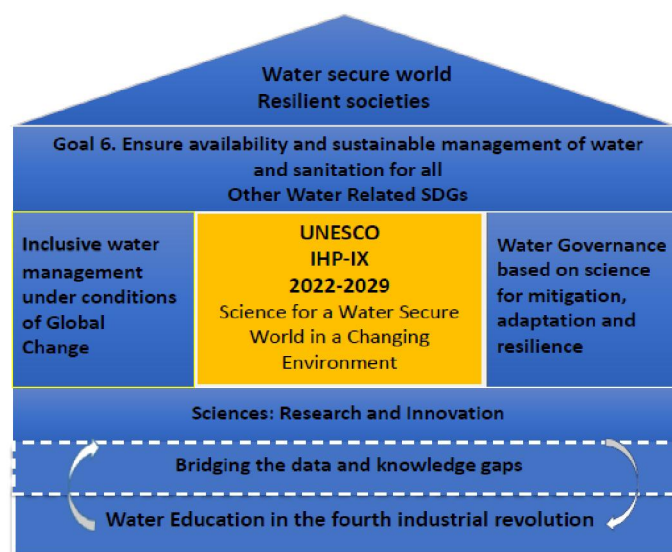 Water secure world
Resilient societies
Goal 6. Ensure availability and sustainable management of water
and sanitation for all
Other Water Related SDGs
Inclusive water
management
under conditions
of Global
Change
UNESCO
IHP-IX
2022-2029
Science for a Water Secure
World in a Changing
Environment
Water Governance
based on science
for mitigation,
adaptation and
resilience
Sciences: Research and Innovation
Bridging the data and knowledge gaps
Water Education in the fourth industrial revolution